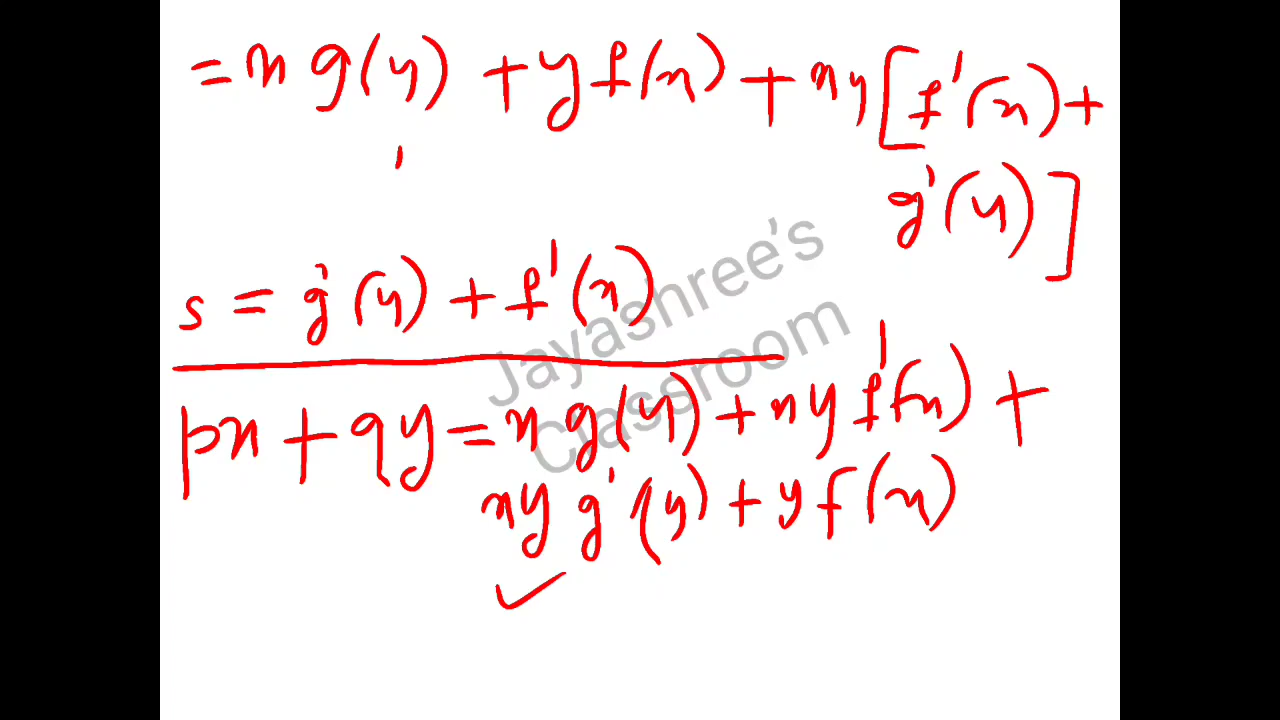 = x g(y) + y f(x) + xy [f'(x) +
g'(y)]
s = g'(y) + f'(x)
px + qy = x g(y) + xy f'(x) +
xy g'(y) + y f(x)
Jayashree's
Classroom